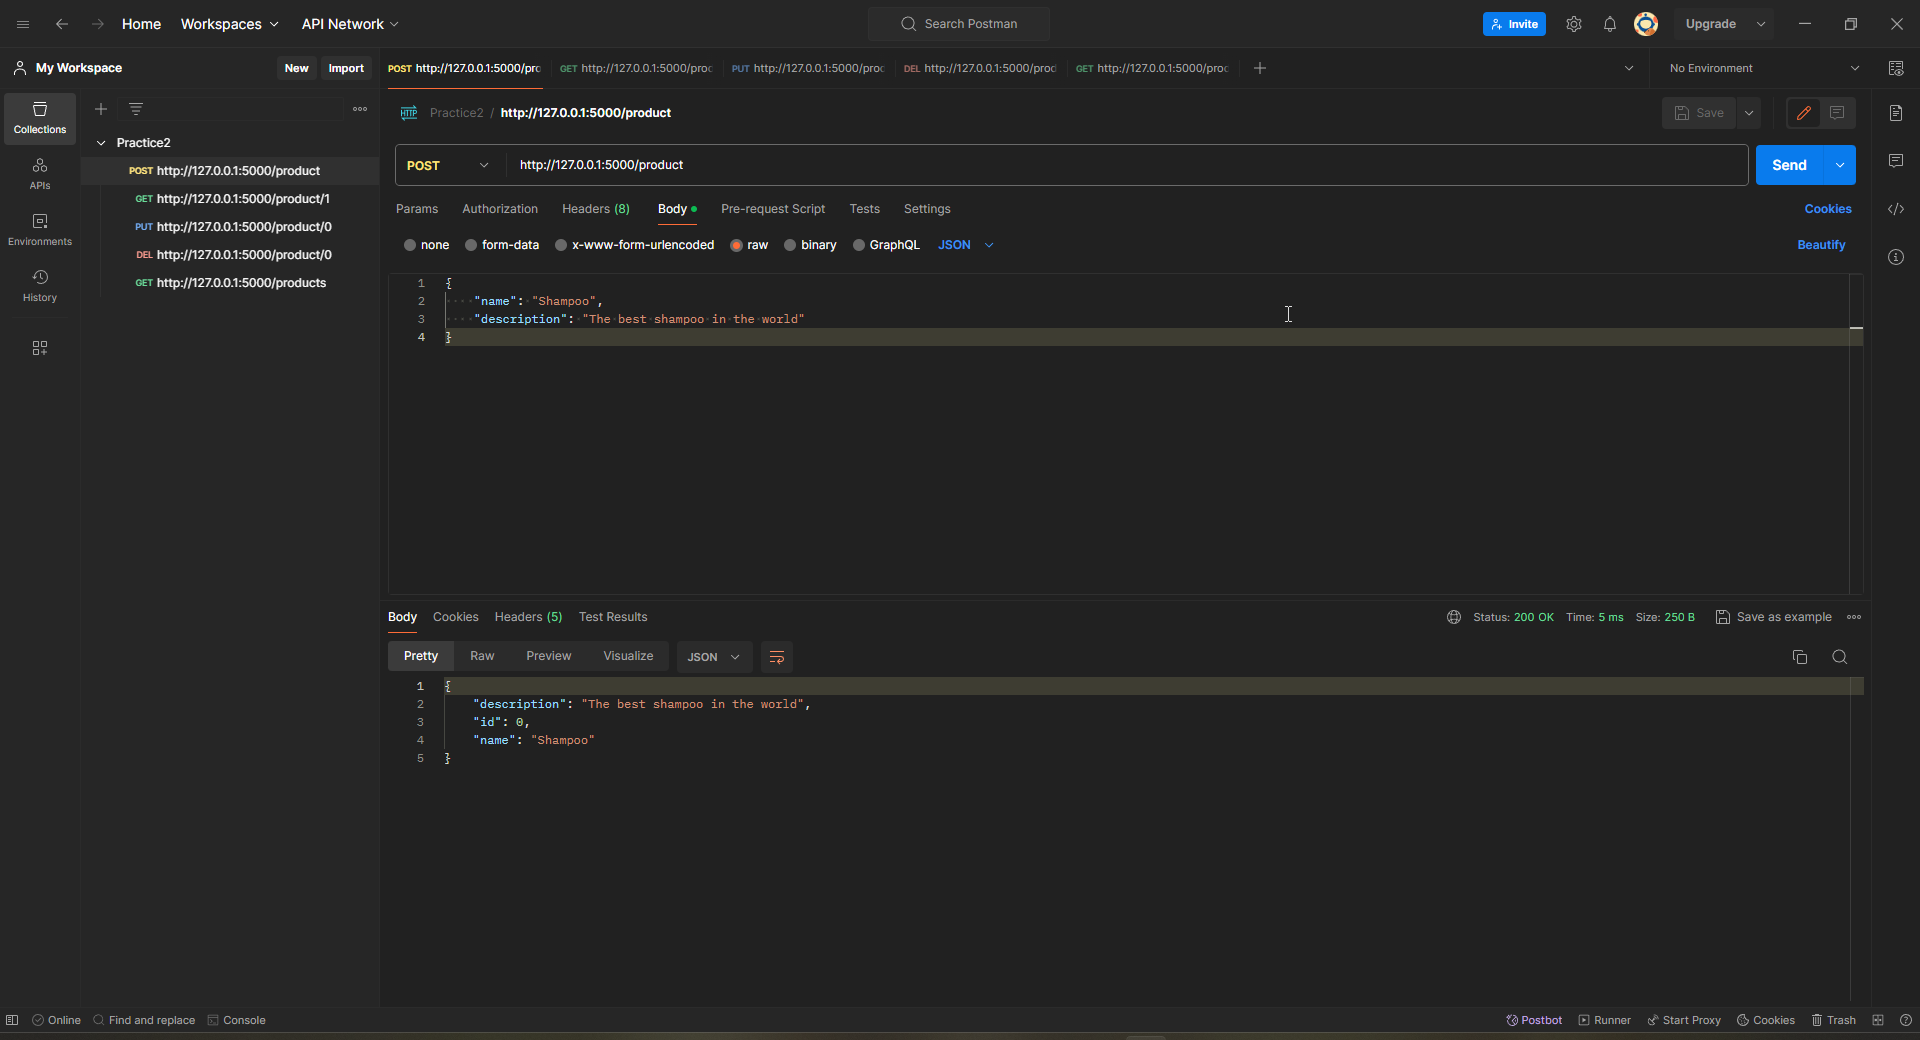 Home Workspaces API Network Search Postman Invite Upgrade
My Workspace New Import POST http://127.0.0.1:5000/pro GET http://127.0.0.1:5000/proc PUT http://127.0.0.1:5000/proc DEL http://127.0.0.1:5000/prod GET http://127.0.0.1:5000/proc No Environment
Collections
APIs
Environments
History
Practice2
POST http://127.0.0.1:5000/product
GET http://127.0.0.1:5000/product/1
PUT http://127.0.0.1:5000/product/0
DEL http://127.0.0.1:5000/product/0
GET http://127.0.0.1:5000/products
HTTP Practice2 / http://127.0.0.1:5000/product Save
POST http://127.0.0.1:5000/product Send
Params Authorization Headers (8) Body Pre-request Script Tests Settings Cookies
none form-data x-www-form-urlencoded raw binary GraphQL JSON Beautify
1 {
2 "name": "Shampoo",
3 "description": "The best shampoo in the world"
4 }
Body Cookies Headers (5) Test Results Status: 200 OK Time: 5 ms Size: 250 B Save as example
Pretty Raw Preview Visualize JSON
1 {
2 "description": "The best shampoo in the world",
3 "id": 0,
4 "name": "Shampoo"
5 }
Online Find and replace Console Postbot Runner Start Proxy Cookies Trash